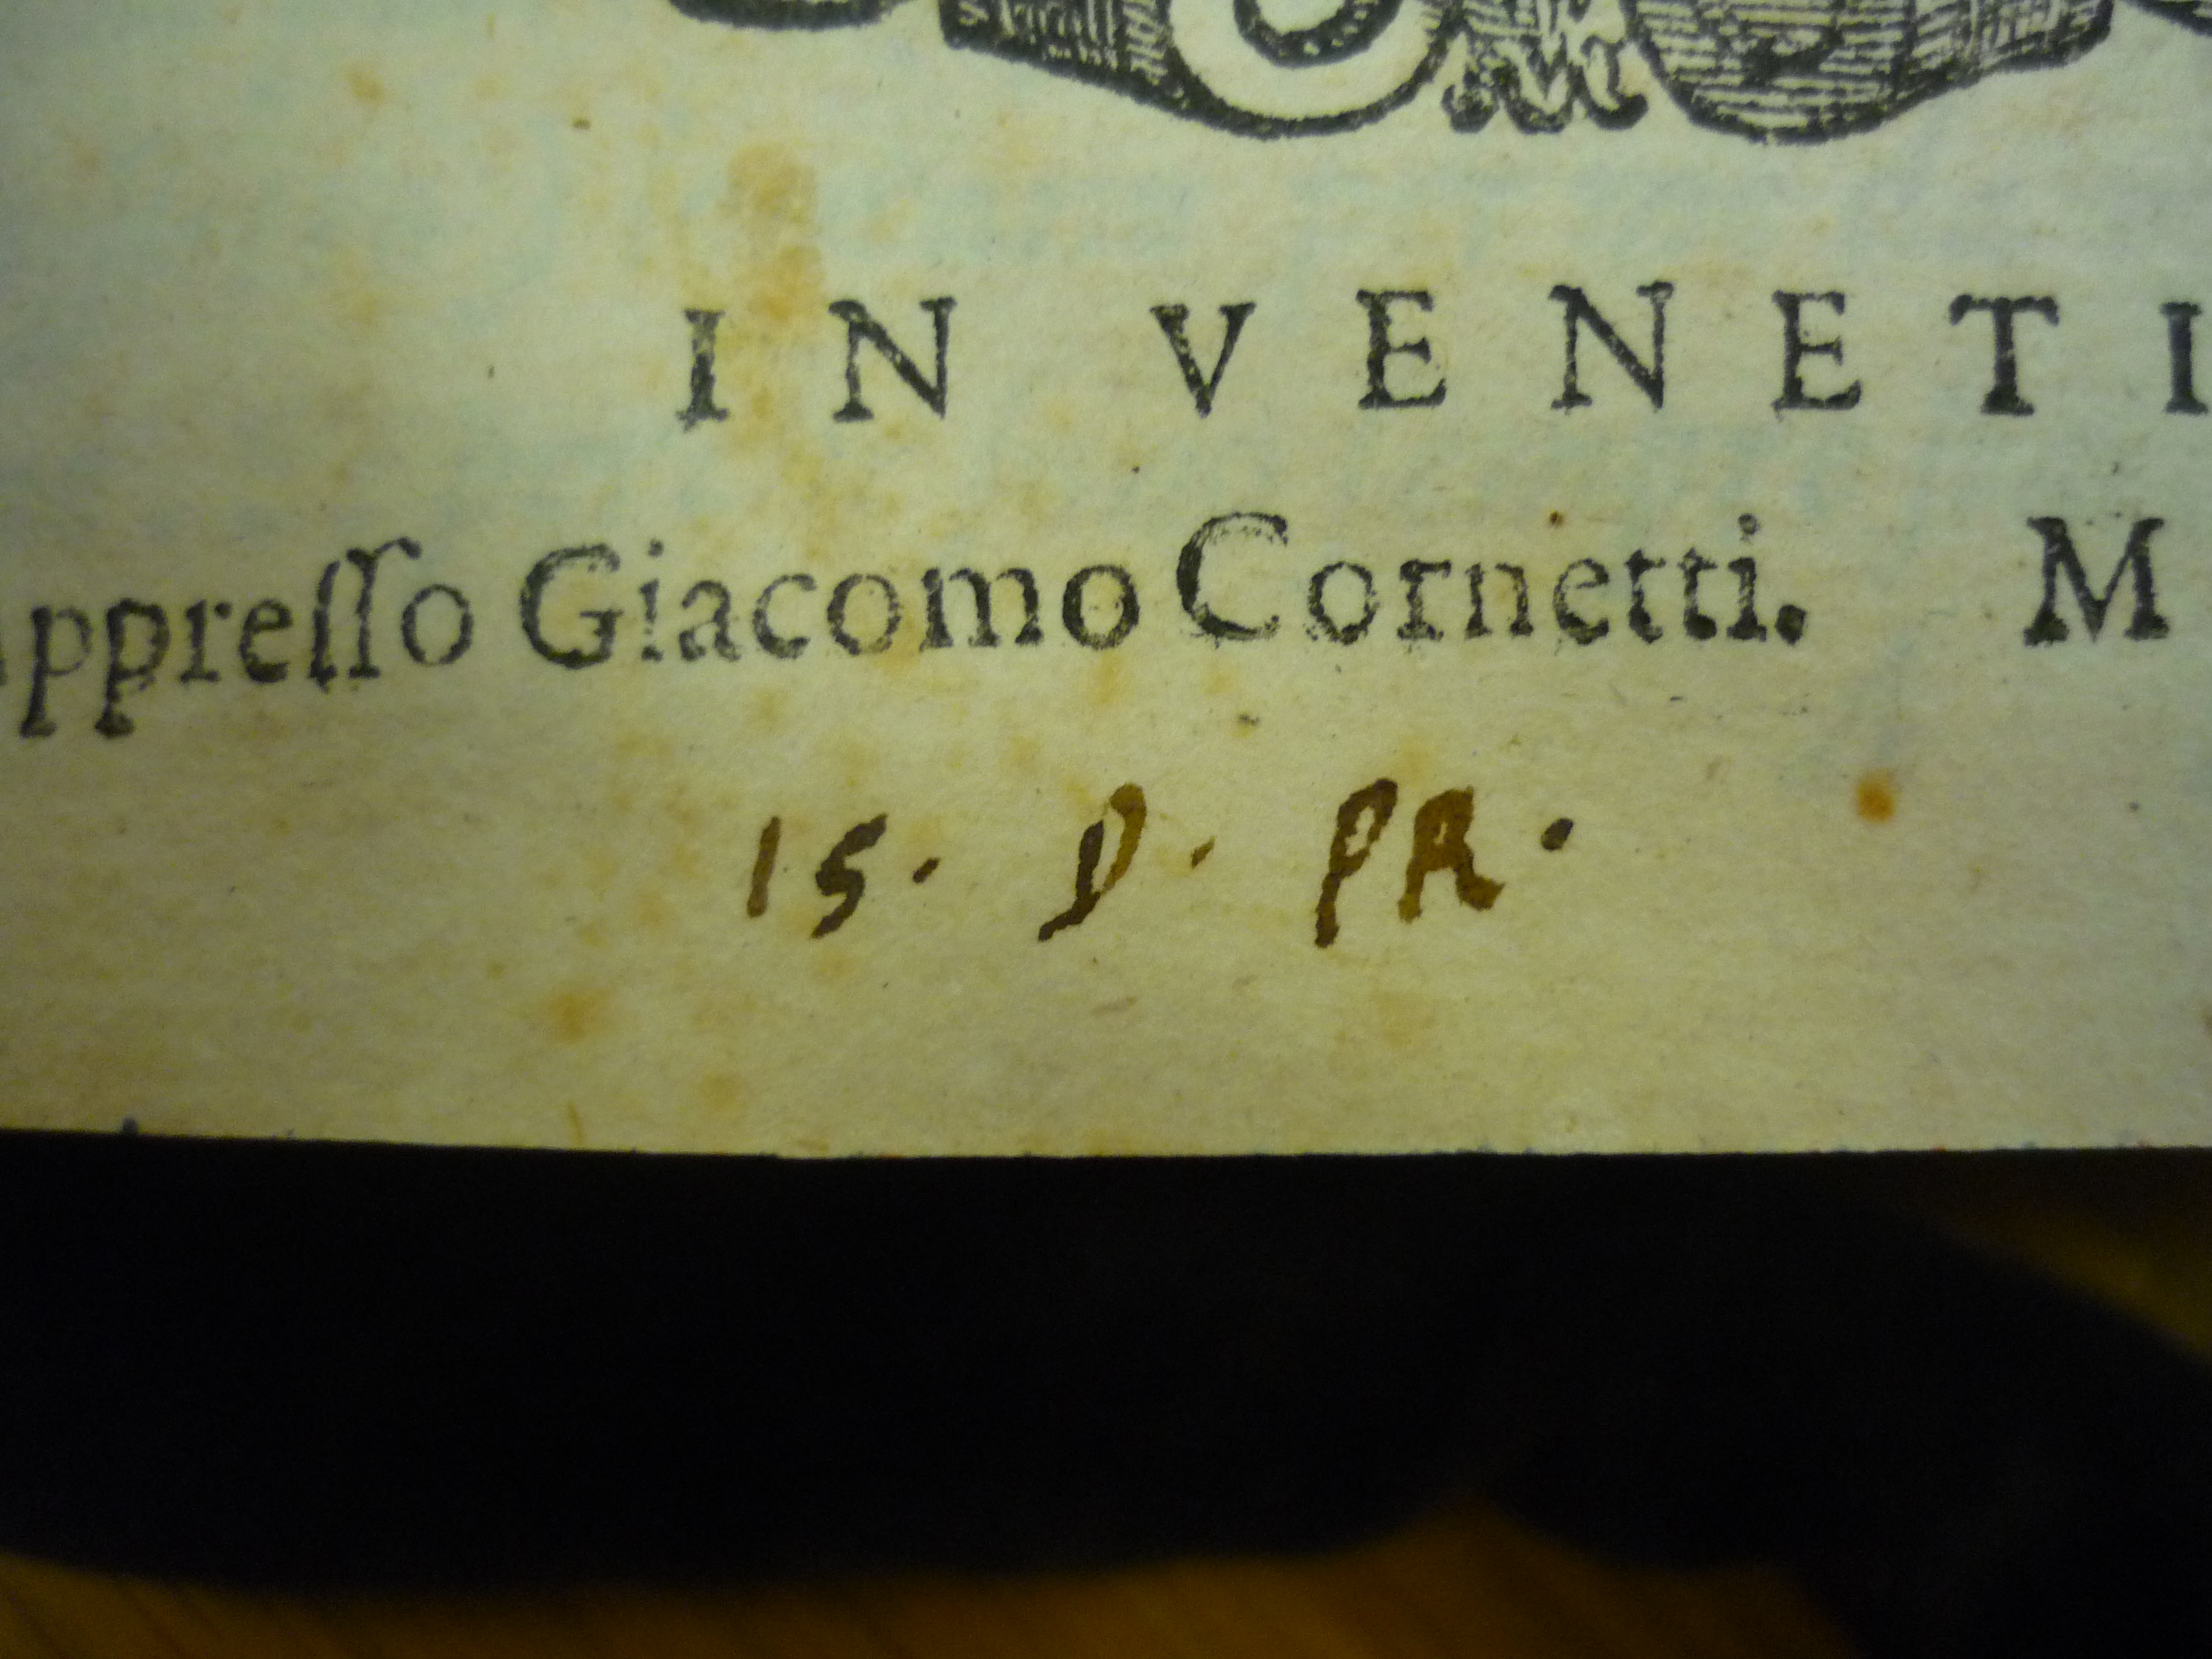 IN VENETI
ppreſſo Giacomo Cornetti. M
15. D. PR.